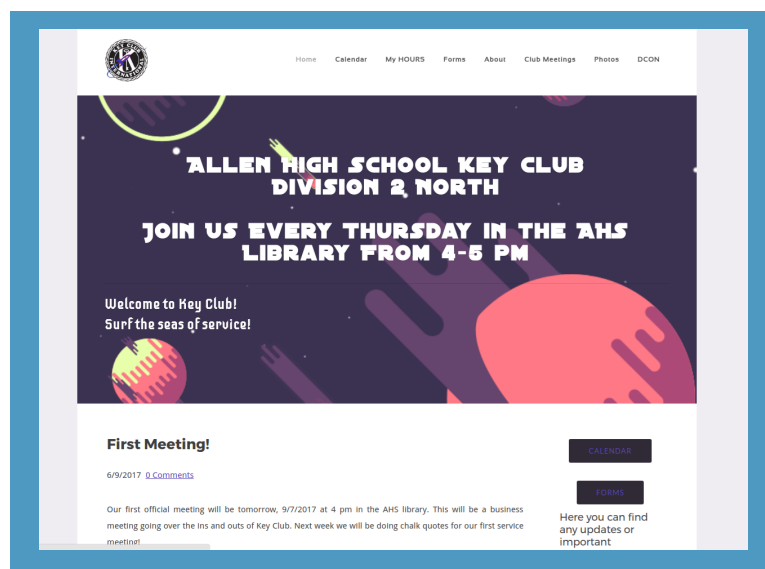 Home Calendar My HOURS Forms About Club Meetings Photos DCON
ALLEN HIGH SCHOOL KEY CLUB
DIVISION 2 NORTH
JOIN US EVERY THURSDAY IN THE AHS
LIBRARY FROM 4-5 PM
Welcome to Key Club!
Surf the seas of service!
First Meeting!
6/9/2017 0 Comments
Our first official meeting will be tomorrow, 9/7/2017 at 4 pm in the AHS library. This will be a business
meeting going over the ins and outs of Key Club. Next week we will be doing chalk quotes for our first service
meeting!
CALENDAR
FORMS
Here you can find
any updates or
important